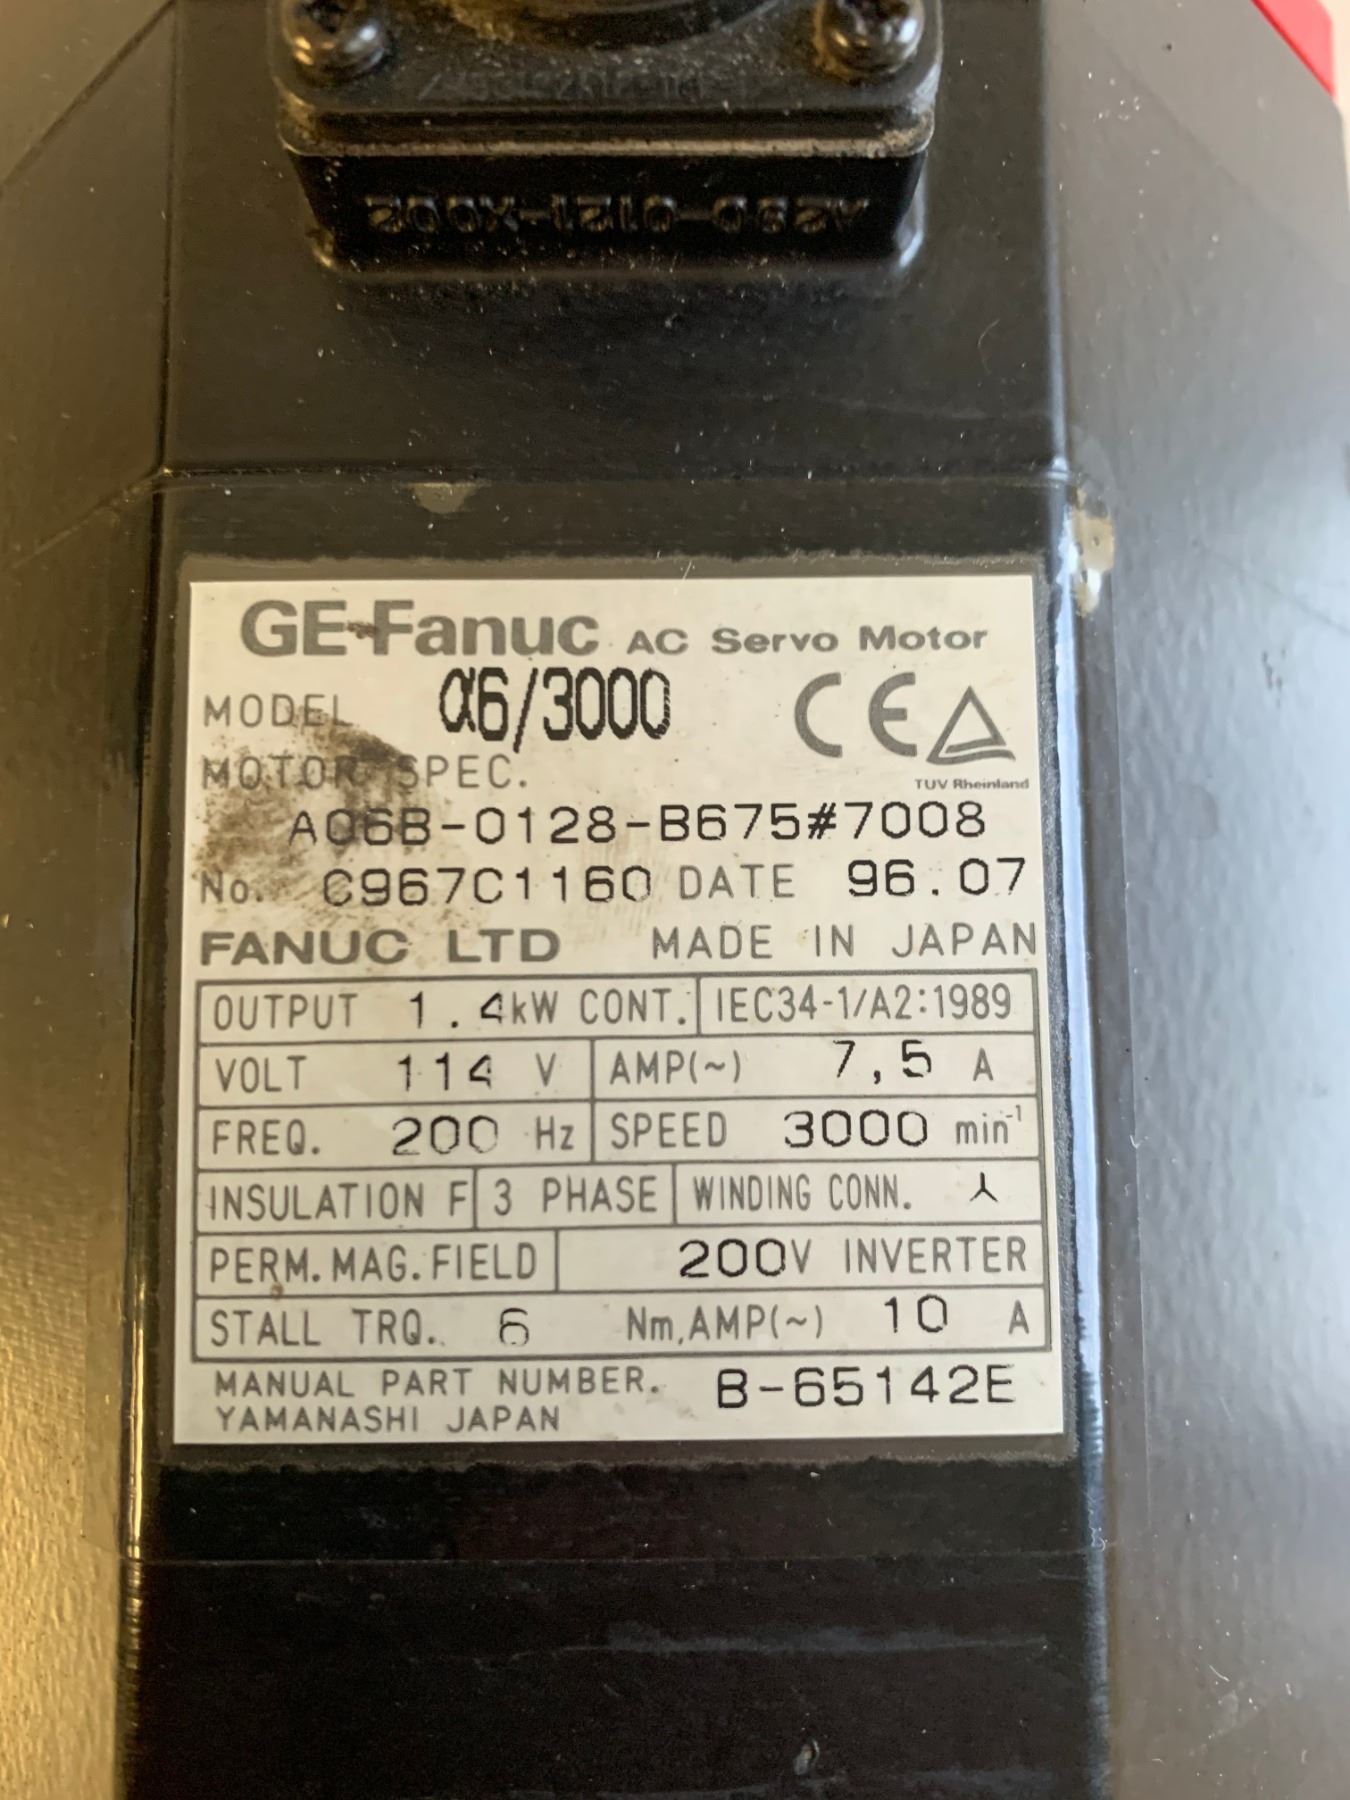 A290-0121-X002
GE-Fanuc AC Servo Motor
MODEL α6/3000 CE
MOTOR SPEC.
TUV Rheinland
A06B-0128-B675#7008
No. C967C1160 DATE 96.07
FANUC LTD MADE IN JAPAN
OUTPUT 1.4kW CONT. IEC34-1/A2:1989
VOLT 114 V AMP(~) 7,5 A
FREQ. 200 Hz SPEED 3000 min⁻¹
INSULATION F 3 PHASE WINDING CONN. ⅄
PERM.MAG.FIELD 200V INVERTER
STALL TRQ. 6 Nm,AMP(~) 10 A
MANUAL PART NUMBER. B-65142E
YAMANASHI JAPAN